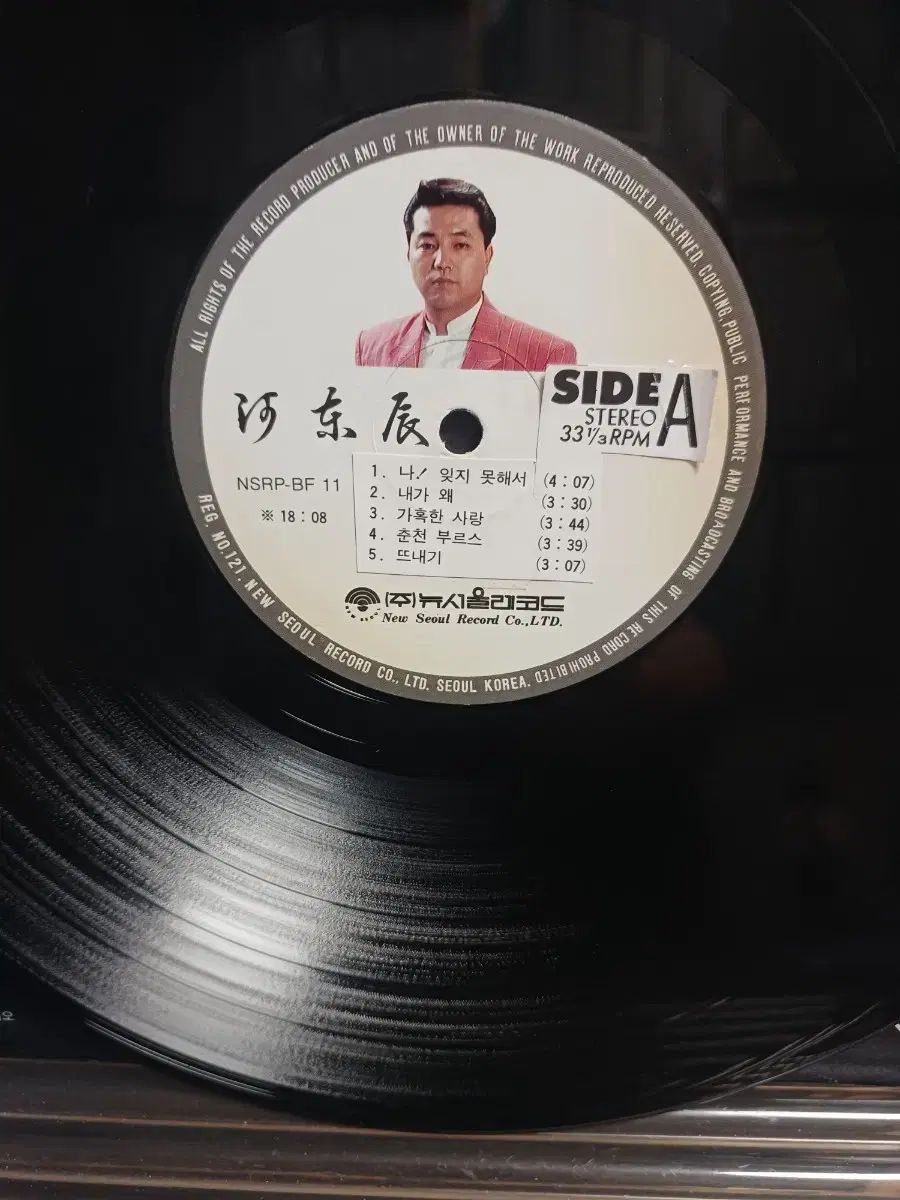 ALL RIGHTS OF THE RECORD PRODUCER AND OF THE OWNER OF THE WORK REPRODUCED RESERVED. COPYING, PUBLIC PERFORMANCE AND BROADCASTING OF THIS RECORD PROHIBITED
河东辰
SIDE A
STEREO
33 1/3 RPM
NSRP-BF 11
※ 18 : 08
1. 나! 잊지 못해서 (4 : 07)
2. 내가 왜 (3 : 30)
3. 가혹한 사랑 (3 : 44)
4. 춘천 부르스 (3 : 39)
5. 뜨내기 (3 : 07)
(주)뉴서울레코드
New Seoul Record Co.,LTD.
REG. NO.121. NEW SEOUL RECORD CO., LTD. SEOUL KOREA.